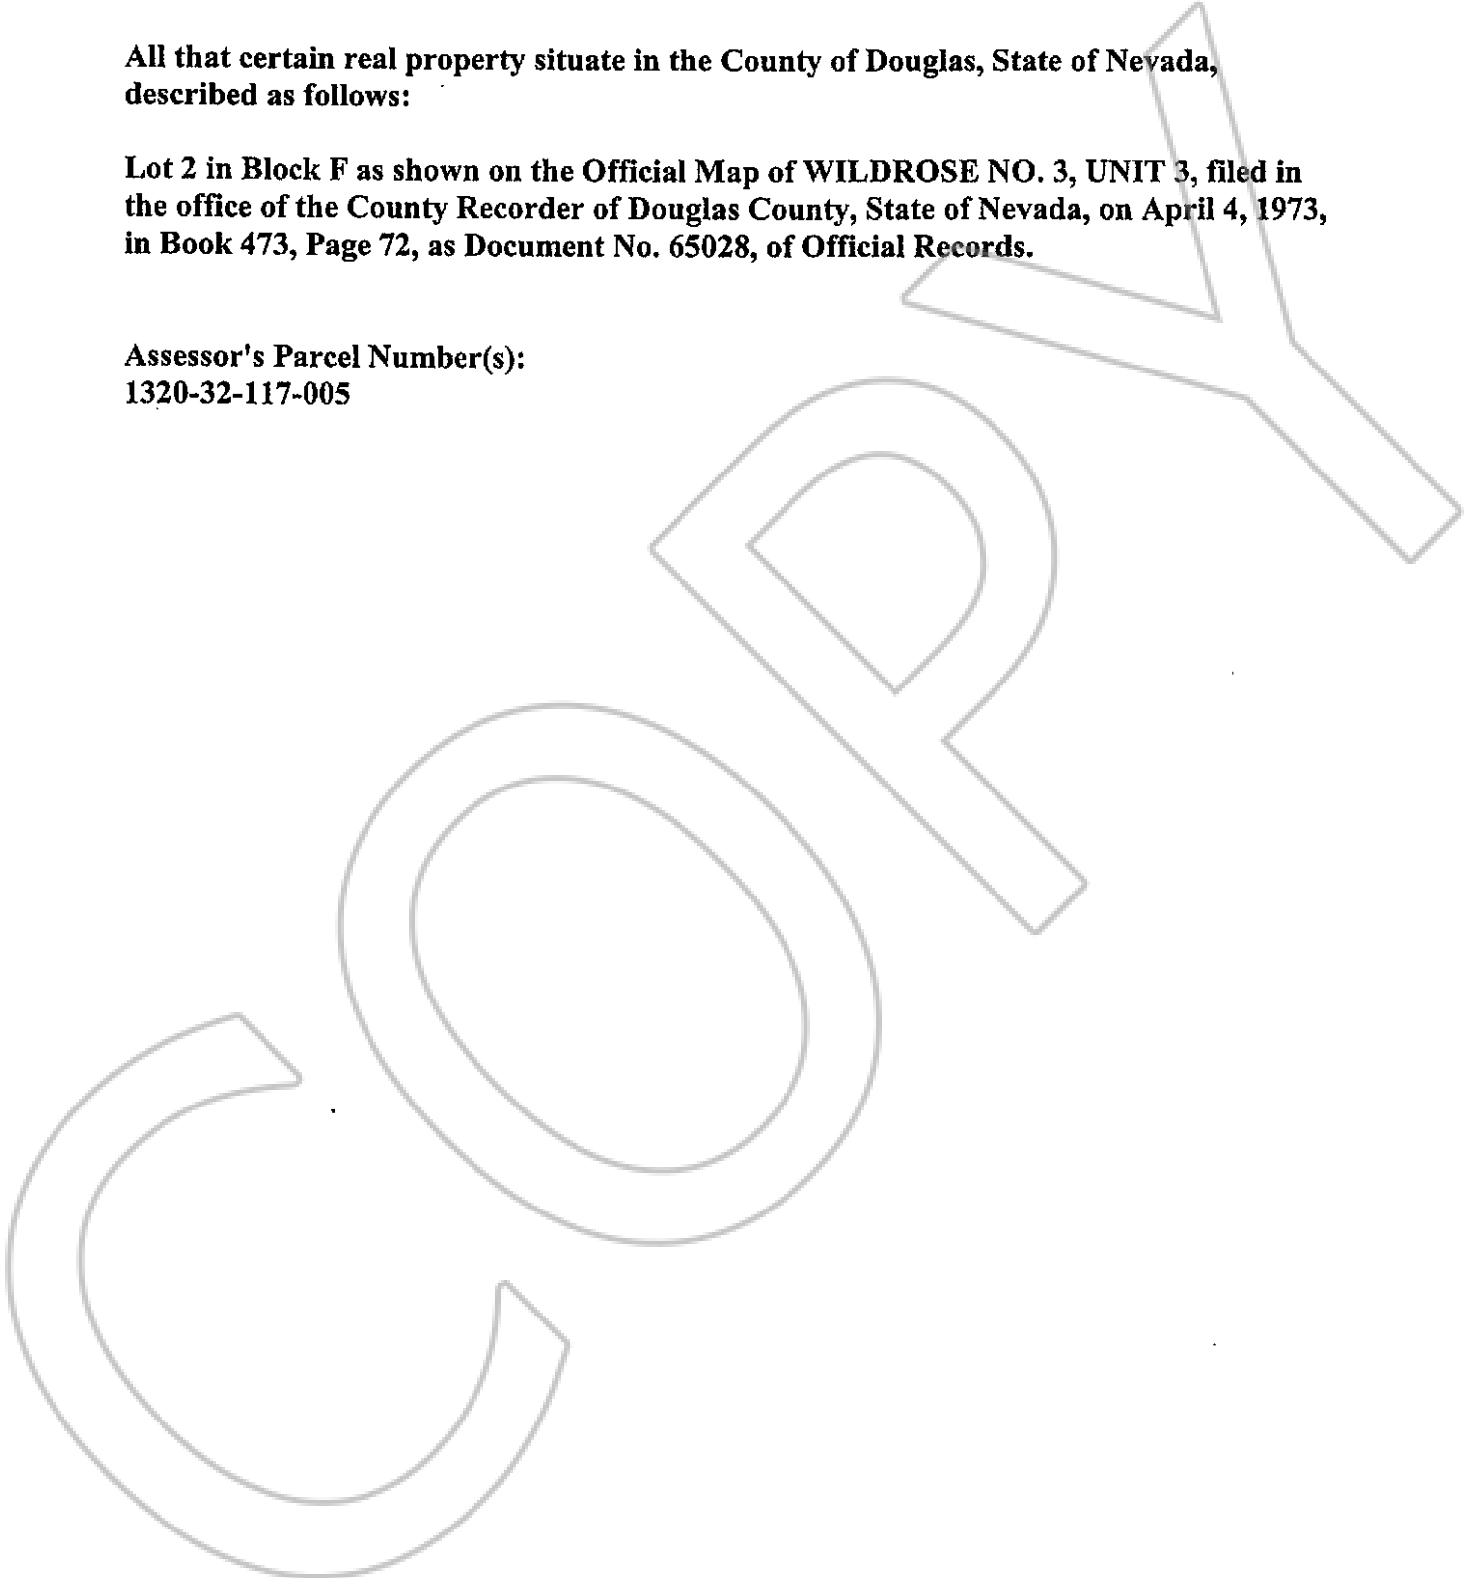 All that certain real property situate in the County of Douglas, State of Nevada,
described as follows:
Lot 2 in Block F as shown on the Official Map of WILDROSE NO. 3, UNIT 3, filed in
the office of the County Recorder of Douglas County, State of Nevada, on April 4, 1973,
in Book 473, Page 72, as Document No. 65028, of Official Records.
Assessor's Parcel Number(s):
1320-32-117-005
COPY